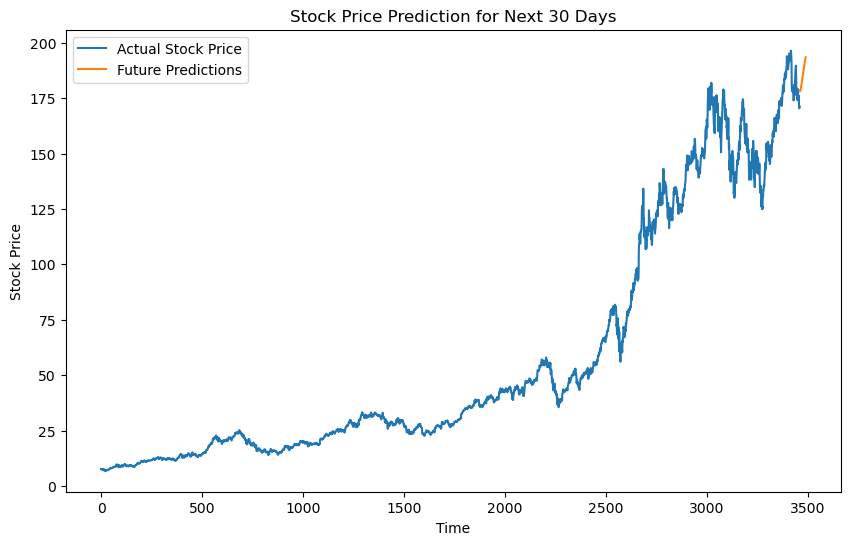 Stock Price Prediction for Next 30 Days
Actual Stock Price
Future Predictions
200
175
150
125
100
75
50
25
0
Stock Price
0 500 1000 1500 2000 2500 3000 3500
Time